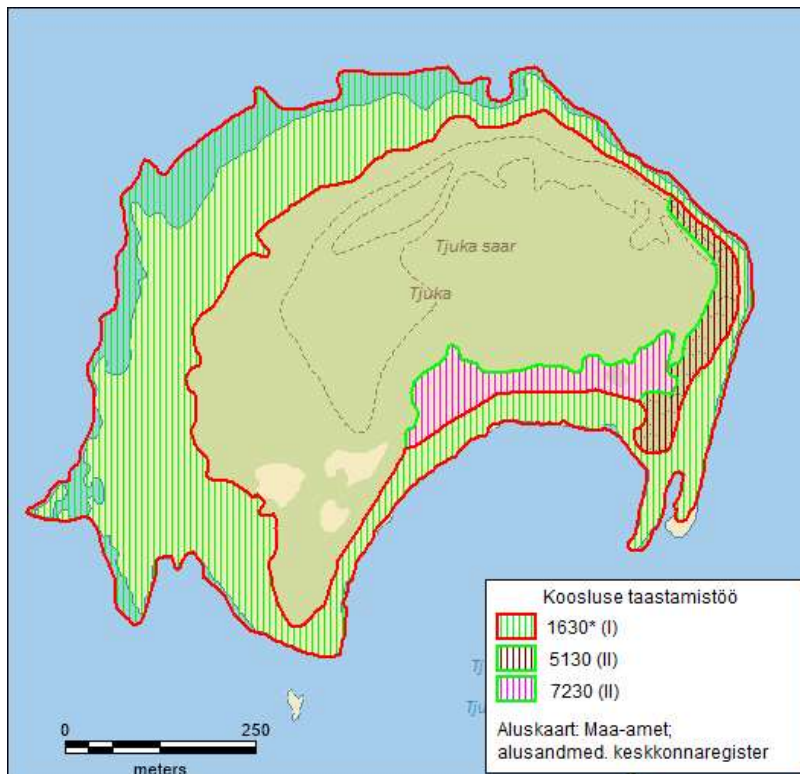 Tjuka saar
Tjuka
Koosluse taastamistöö
1630* (I)
5130 (II)
7230 (II)
Aluskaart: Maa-amet;
alusandmed. keskkonnaregister
0 250
meters